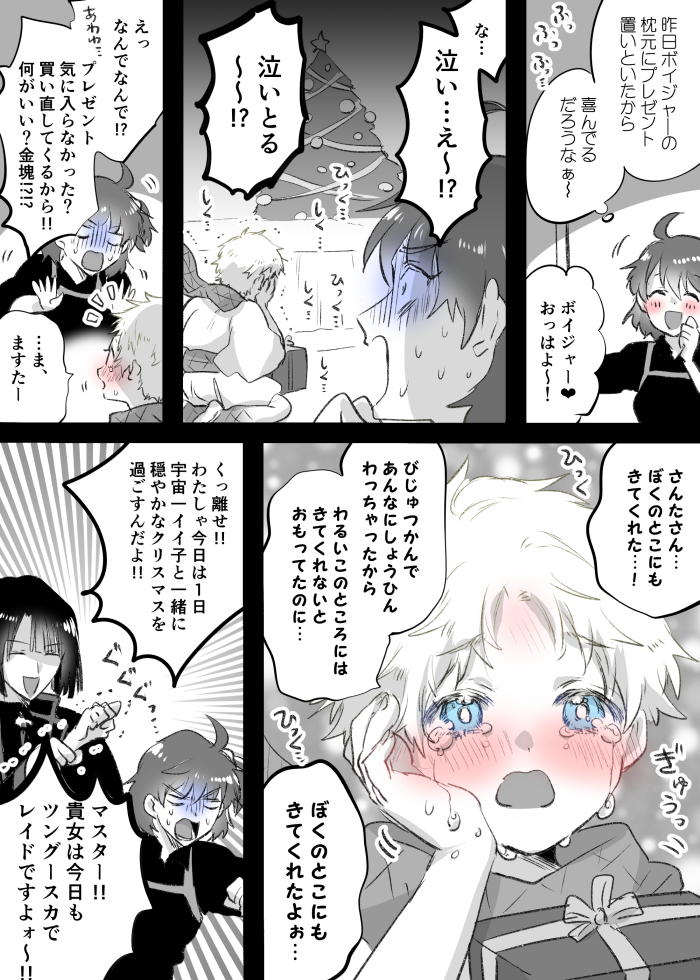 昨日ボイジャーの
枕元にプレゼント
置いといたから
喜んでる
だろうなぁ～
ふっ
ふっ
ふっ
ボイジャー♥
おっはよ～！
な…
泣い…え～!?
泣いとる
～～!?
ひっく…
しく…
しく…
ひっく…
しく…
えっ
なんでなんで!?
あわわ…
プレゼント
気に入らなかった？
買い直してくるから!!
何がいい？金塊!?!?
…ま、
ますたー
さんたさん…
ぼくのとこにも
きてくれた…！
ひっく
びじゅつかんで
あんなにしょうひん
わっちゃったから
わるいこのところには
きてくれないと
おもってたのに…
ひっく…
ぎゅうっ
ぼくのとこにも
きてくれたよぉ…
くっ離せ!!
わたしゃ今日は１日
宇宙一イイ子と一緒に
穏やかなクリスマスを
過ごすんだよ!!
ぐぐぐ
マスター!!
貴女は今日も
ツングースカで
レイドですよォ～!!